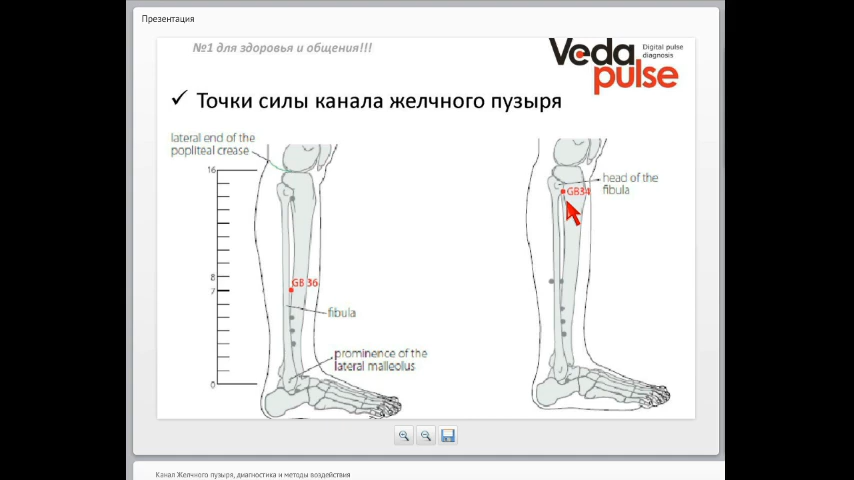 Презентация
№1 для здоровья и общения!!!
Veda
pulse
Digital pulse
diagnosis
✓ Точки силы канала желчного пузыря
lateral end of the
popliteal crease
16
8
7
0
GB 36
fibula
prominence of the
lateral malleolus
head of the
fibula
GB34
Канал Желчного пузыря, диагностика и методы воздействия